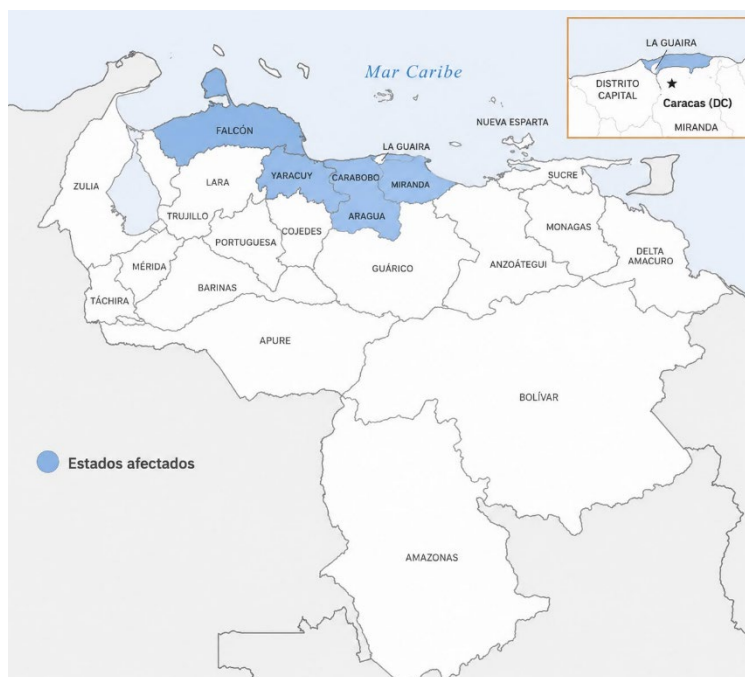 LA GUAIRA
DISTRITO
CAPITAL
Caracas (DC)
MIRANDA
Mar Caribe
NUEVA ESPARTA
FALCÓN
LA GUAIRA
YARACUY
CARABOBO
MIRANDA
SUCRE
ZULIA
LARA
ARAGUA
TRUJILLO
COJEDES
MONAGAS
PORTUGUESA
DELTA
AMACURO
MÉRIDA
GUÁRICO
ANZOÁTEGUI
TÁCHIRA
BARINAS
APURE
BOLÍVAR
Estados afectados
AMAZONAS